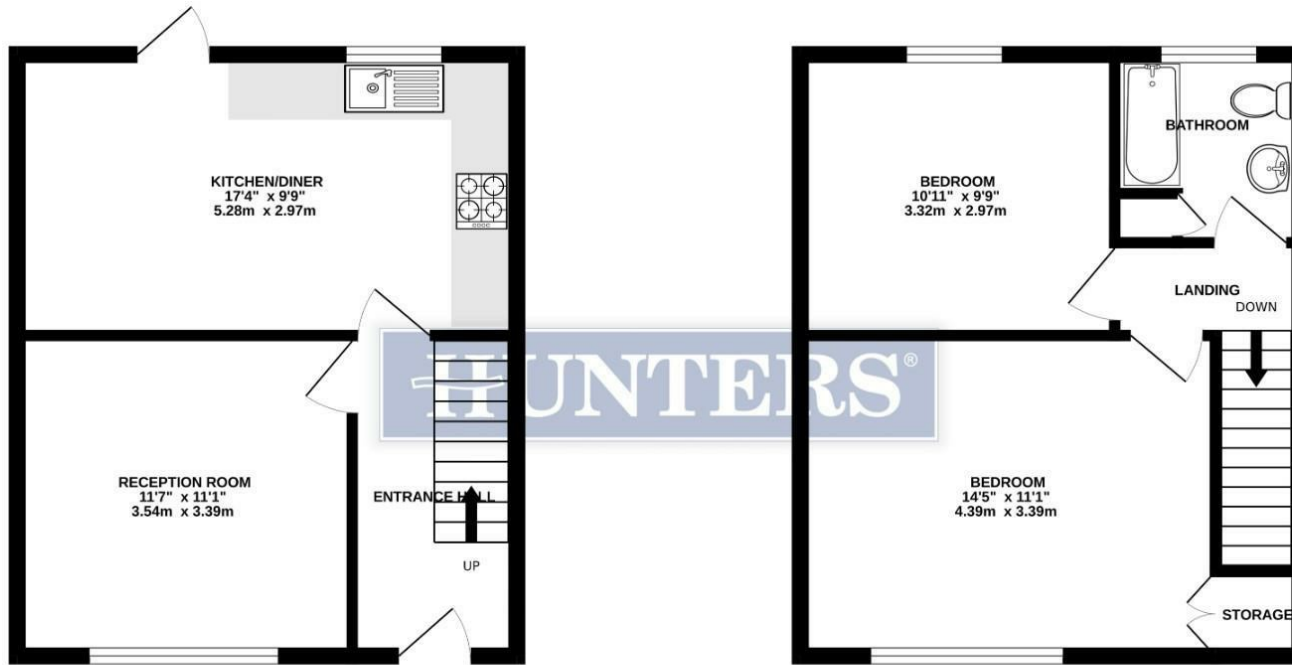 KITCHEN/DINER
17'4" x 9'9"
5.28m x 2.97m
RECEPTION ROOM
11'7" x 11'1"
3.54m x 3.39m
ENTRANCE HALL
UP
HUNTERS®
BEDROOM
10'11" x 9'9"
3.32m x 2.97m
BATHROOM
LANDING
DOWN
BEDROOM
14'5" x 11'1"
4.39m x 3.39m
STORAGE